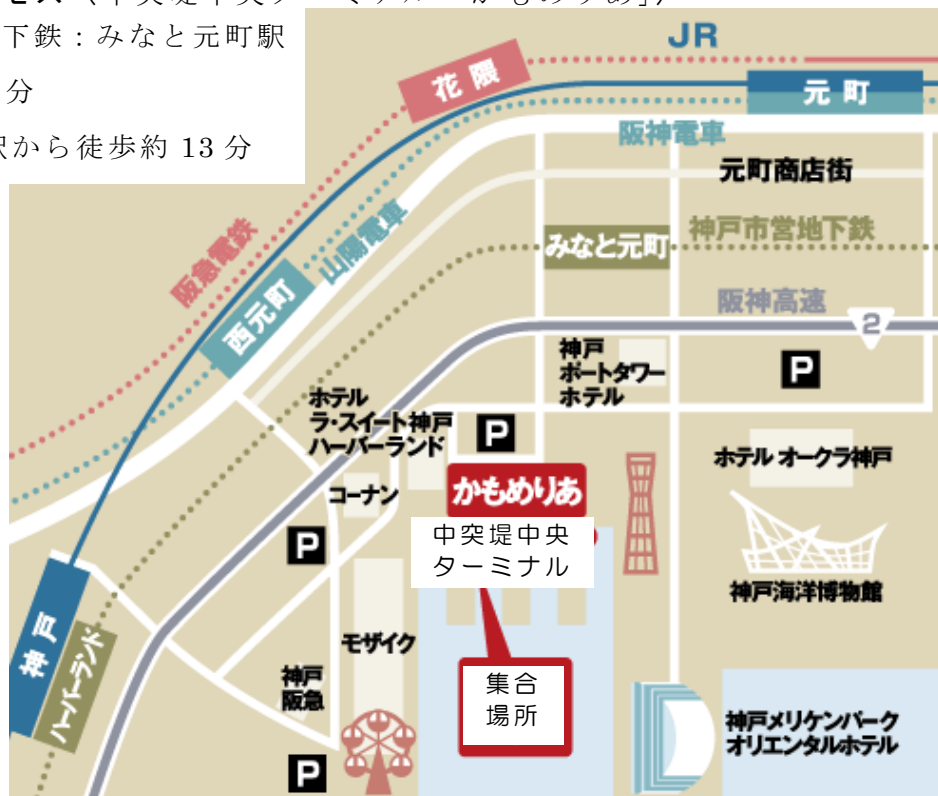 下鉄：みなと元町駅
分
から徒歩約 13 分
JR
花隈
元町
阪神電車
元町商店街
阪急電鉄
山陽電車
みなと元町
神戸市営地下鉄
西元町
阪神高速
2
神戸
ポートタワー
ホテル
P
ホテル
ラ・スイート神戸
ハーバーランド
P
ホテル オークラ神戸
コーナン
かもめりあ
中突堤中央
ターミナル
P
神戸海洋博物館
神戸
ハーバーランド
モザイク
神戸
阪急
集合
場所
神戸メリケンパーク
オリエンタルホテル
P